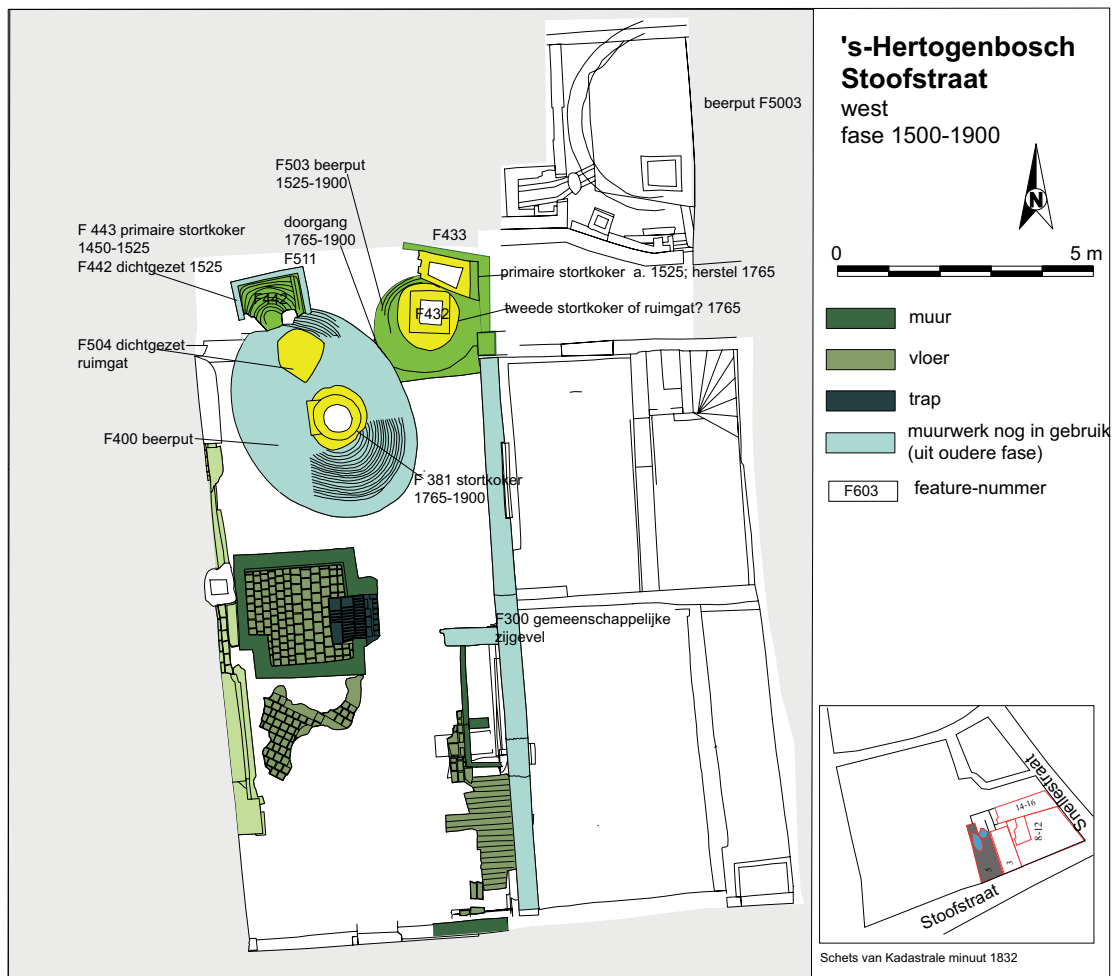 's-Hertogenbosch
Stoofstraat
west
fase 1500-1900
beerput F5003
F503 beerput
1525-1900
doorgang
1765-1900
F511
F433
F 443 primaire stortkoker
1450-1525
F442 dichtgezet 1525
F442
primaire stortkoker a. 1525; herstel 1765
F432
tweede stortkoker of ruimgat? 1765
F504 dichtgezet
ruimgat
F400 beerput
F 381 stortkoker
1765-1900
F300 gemeenschappelijke
zijgevel
N
0 5 m
muur
vloer
trap
muurwerk nog in gebruik
(uit oudere fase)
F603 feature-nummer
14-16
8-12
3
5
Snellestraat
Stoofstraat
Schets van Kadastrale minuut 1832